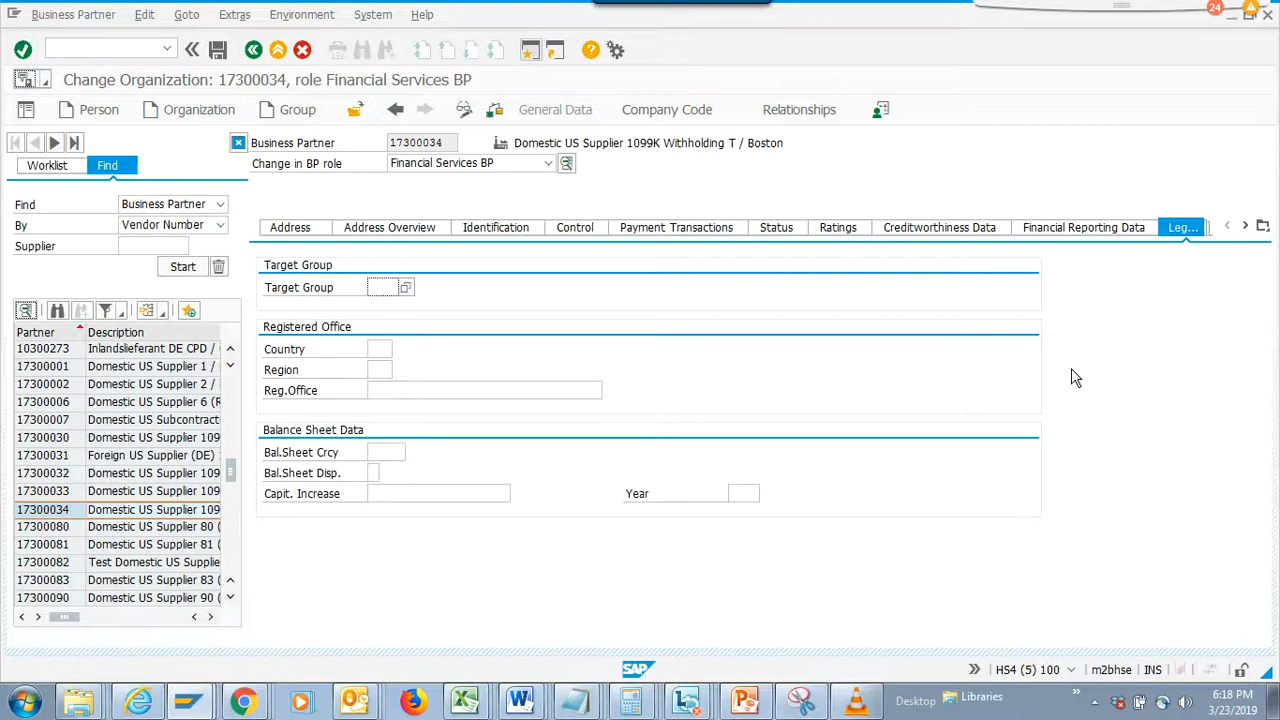 24
Business Partner Edit Goto Extras Environment System Help
Change Organization: 17300034, role Financial Services BP
Person Organization Group General Data Company Code Relationships
Business Partner 17300034 Domestic US Supplier 1099K Withholding T / Boston
Worklist Find
Change in BP role Financial Services BP
Find Business Partner
By Vendor Number
Supplier
Start
Address Address Overview Identification Control Payment Transactions Status Ratings Creditworthiness Data Financial Reporting Data Leg...
Target Group
Target Group
Registered Office
Country
Region
Reg.Office
Balance Sheet Data
Bal.Sheet Crcy
Bal.Sheet Disp.
Capit. Increase Year
Partner Description
10300273 Inlandslieferant DE CPD /
17300001 Domestic US Supplier 1 /
17300002 Domestic US Supplier 2 /
17300006 Domestic US Supplier 6 (R
17300007 Domestic US Subcontract
17300030 Domestic US Supplier 109
17300031 Foreign US Supplier (DE)
17300032 Domestic US Supplier 109
17300033 Domestic US Supplier 109
17300034 Domestic US Supplier 109
17300080 Domestic US Supplier 80 (
17300081 Domestic US Supplier 81 (
17300082 Test Domestic US Supplie
17300083 Domestic US Supplier 83 (
17300090 Domestic US Supplier 90 (
SAP
HS4 (5) 100 m2bhse INS
Desktop Libraries
6:18 PM
3/23/2019